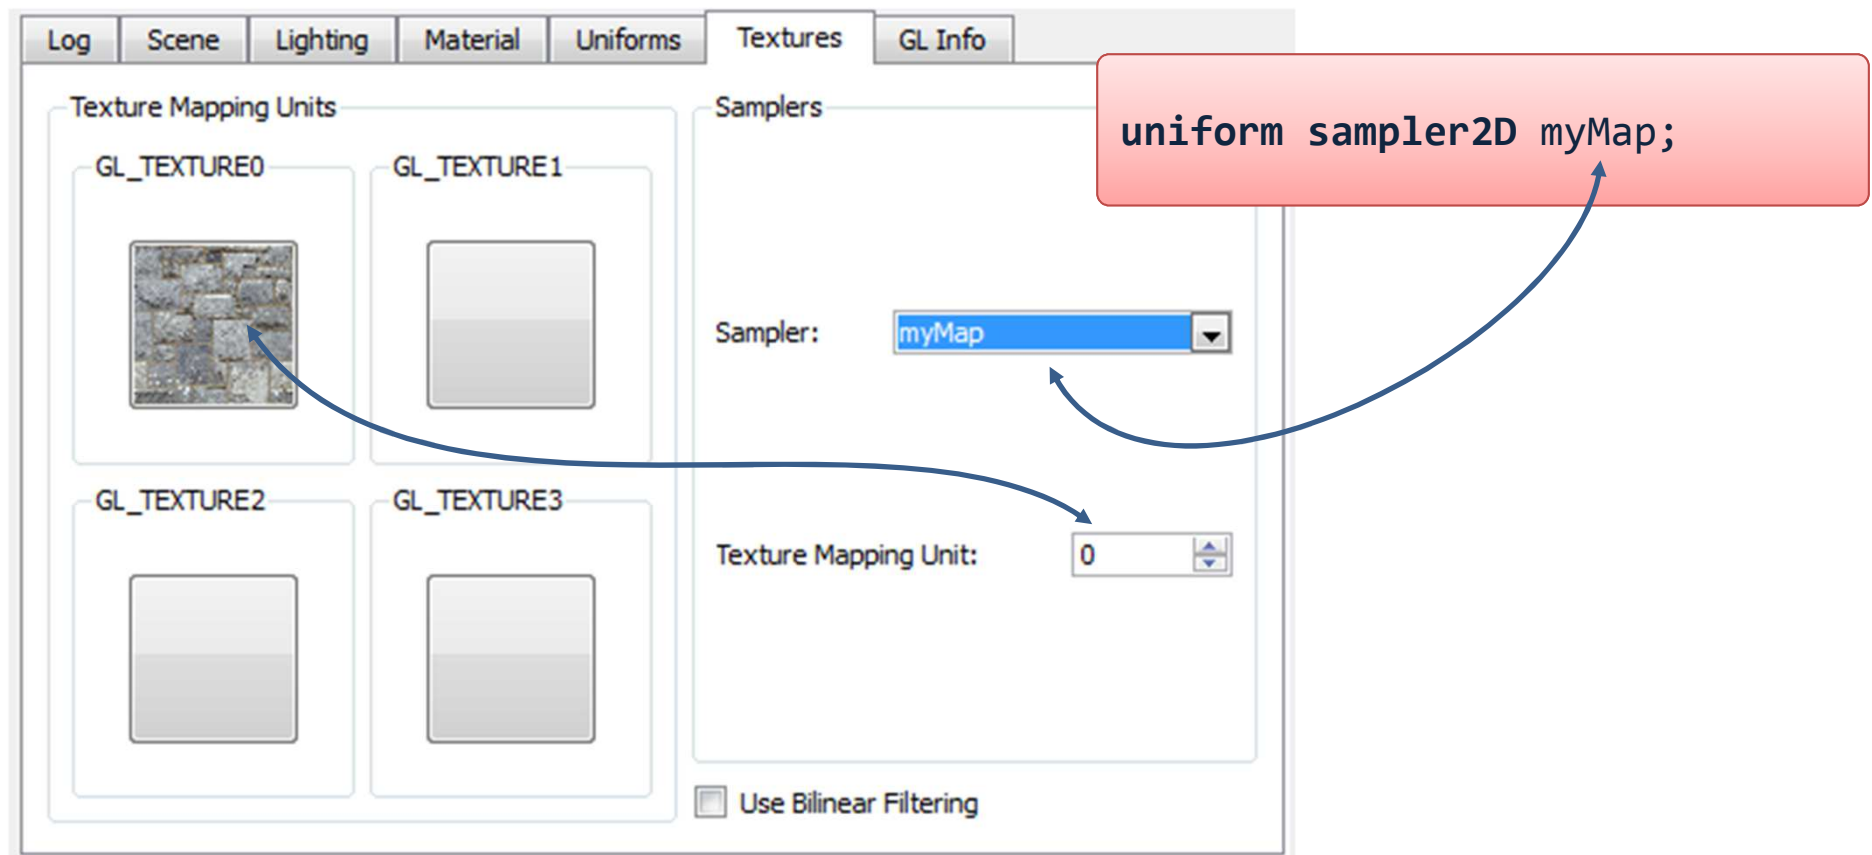 Log Scene Lighting Material Uniforms Textures GL Info
Texture Mapping Units
GL_TEXTURE0 GL_TEXTURE1
GL_TEXTURE2 GL_TEXTURE3
Samplers
uniform sampler2D myMap;
Sampler: myMap
Texture Mapping Unit: 0
Use Bilinear Filtering